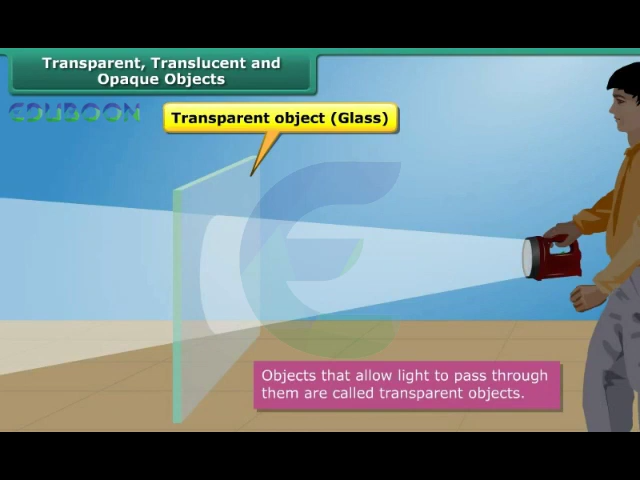 Transparent, Translucent and
Opaque Objects
EDUBOON
Transparent object (Glass)
Objects that allow light to pass through
them are called transparent objects.